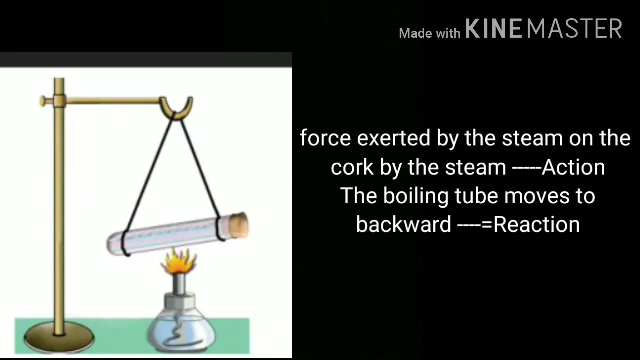 Made with KINEMASTER
force exerted by the steam on the
cork by the steam -----Action
The boiling tube moves to
backward ----=Reaction